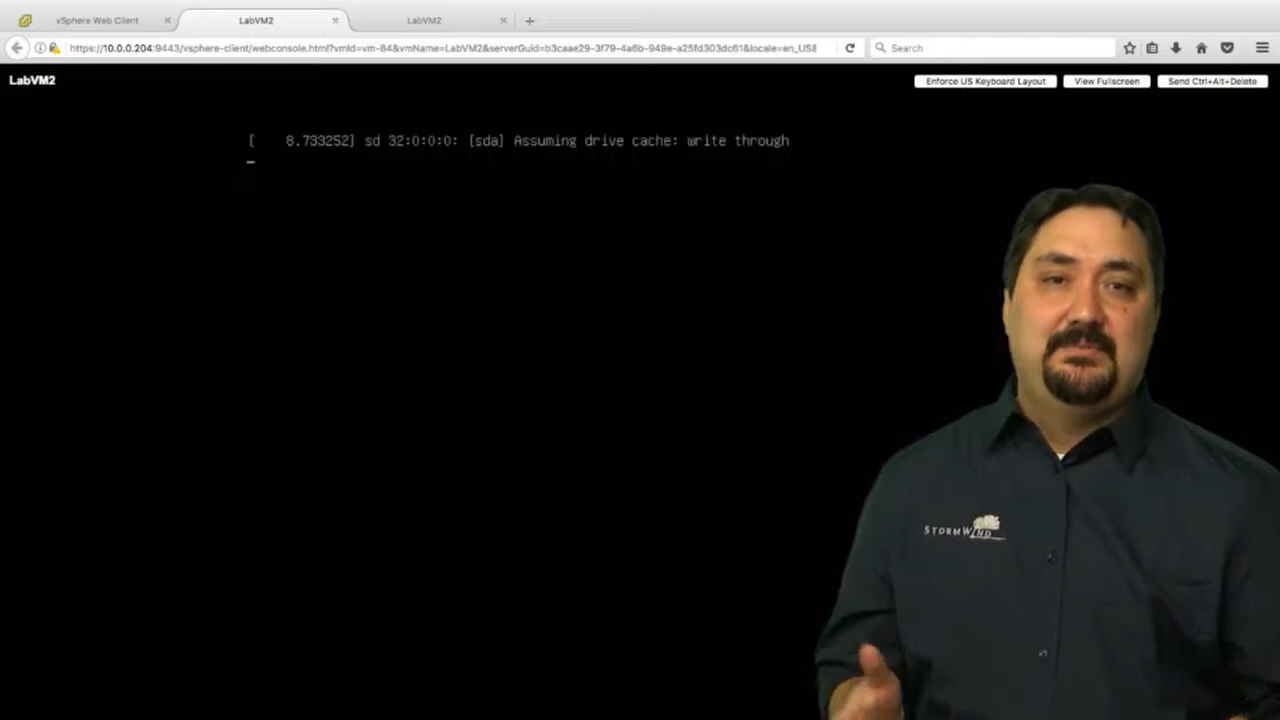 vSphere Web Client
LabVM2
LabVM2
https://10.0.0.204:9443/vsphere-client/webconsole.html?vmId=vm-84&vmName=LabVM2&serverGuid=b3caae29-3f79-4a6b-949e-a25fd303dc61&locale=en_US&
Search
LabVM2
Enforce US Keyboard Layout
View Fullscreen
Send Ctrl+Alt+Delete
[    8.733252] sd 32:0:0:0: [sda] Assuming drive cache: write through
STORMWIND